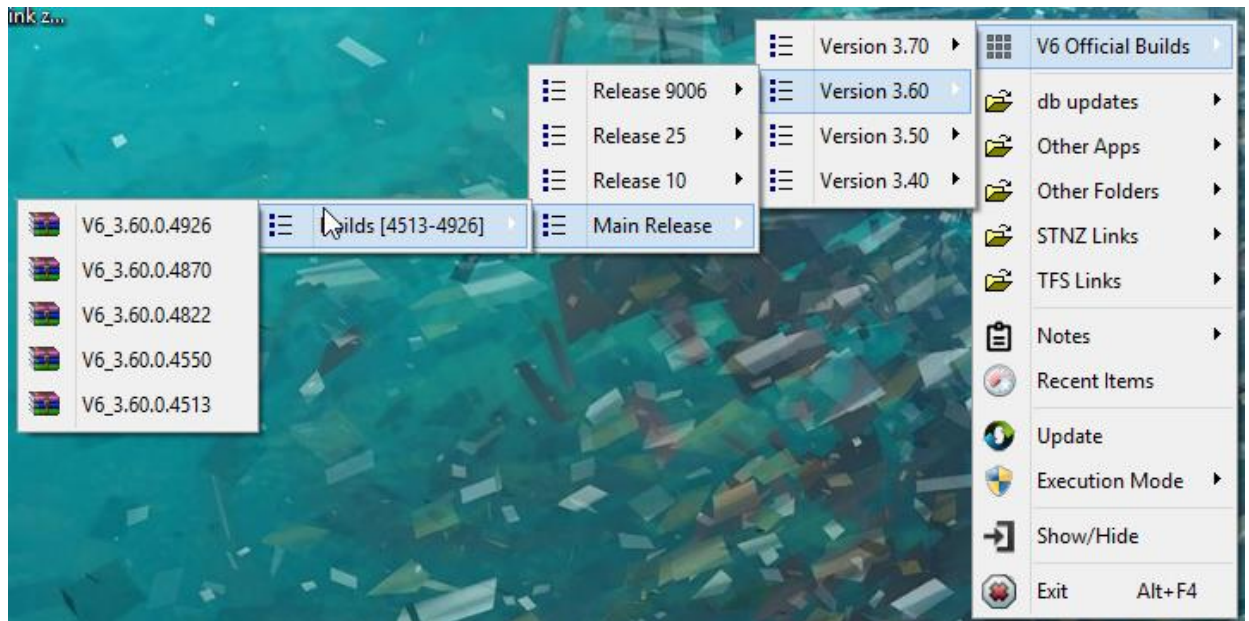 ink z...
V6 Official Builds
db updates
Other Apps
Other Folders
STNZ Links
TFS Links
Notes
Recent Items
Update
Execution Mode
Show/Hide
Exit Alt+F4
Version 3.70
Version 3.60
Version 3.50
Version 3.40
Release 9006
Release 25
Release 10
Main Release
[4513-4926]
V6_3.60.0.4926
V6_3.60.0.4870
V6_3.60.0.4822
V6_3.60.0.4550
V6_3.60.0.4513